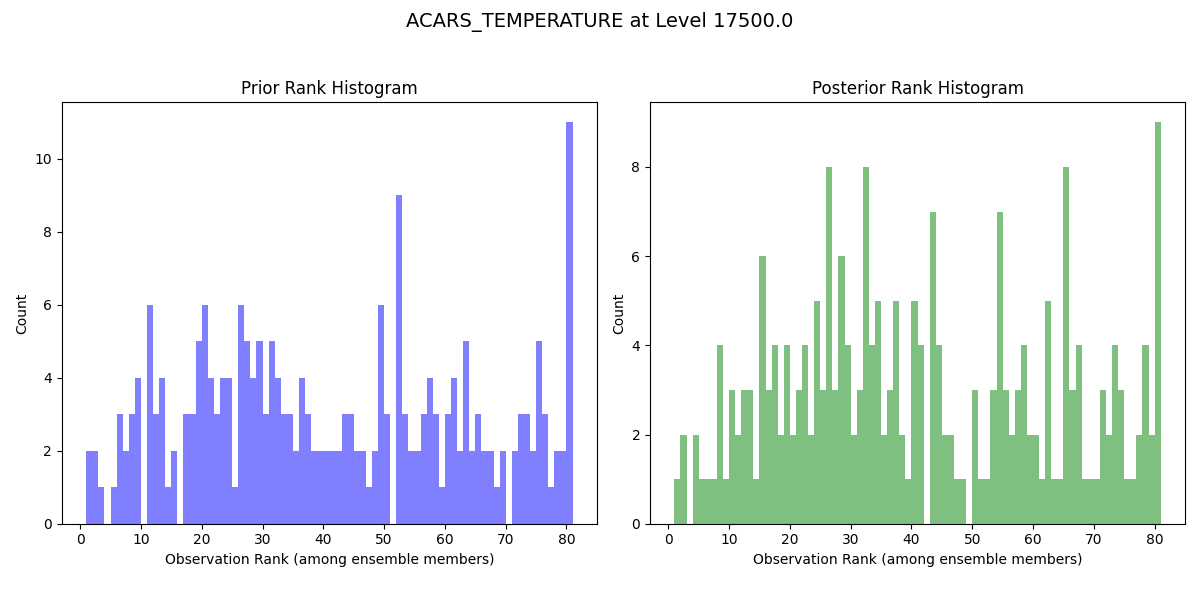 ACARS_TEMPERATURE at Level 17500.0
Prior Rank Histogram
Count
10
8
6
4
2
0
0 10 20 30 40 50 60 70 80
Observation Rank (among ensemble members)
Posterior Rank Histogram
Count
8
6
4
2
0
0 10 20 30 40 50 60 70 80
Observation Rank (among ensemble members)